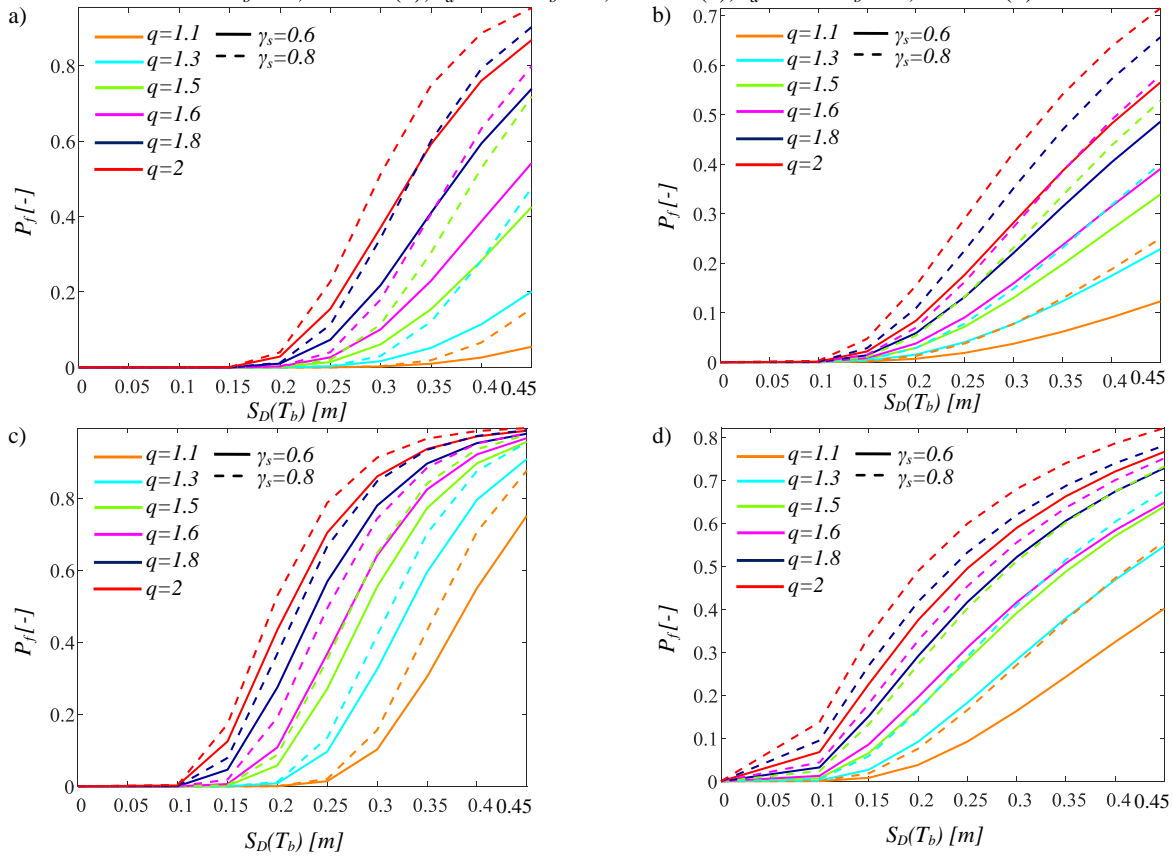 a)
q=1.1 γs=0.6
q=1.3 γs=0.8
q=1.5
q=1.6
q=1.8
q=2
Pf [-]
0.8
0.6
0.4
0.2
0
0 0.05 0.1 0.15 0.2 0.25 0.3 0.35 0.4 0.45
SD(Tb) [m]
b)
q=1.1 γs=0.6
q=1.3 γs=0.8
q=1.5
q=1.6
q=1.8
q=2
Pf [-]
0.7
0.6
0.5
0.4
0.3
0.2
0.1
0
0 0.05 0.1 0.15 0.2 0.25 0.3 0.35 0.4 0.45
SD(Tb) [m]
c)
q=1.1 γs=0.6
q=1.3 γs=0.8
q=1.5
q=1.6
q=1.8
q=2
Pf [-]
0.8
0.6
0.4
0.2
0
0 0.05 0.1 0.15 0.2 0.25 0.3 0.35 0.4 0.45
SD(Tb) [m]
d)
q=1.1 γs=0.6
q=1.3 γs=0.8
q=1.5
q=1.6
q=1.8
q=2
Pf [-]
0.8
0.7
0.6
0.5
0.4
0.3
0.2
0.1
0
0 0.05 0.1 0.15 0.2 0.25 0.3 0.35 0.4 0.45
SD(Tb) [m]